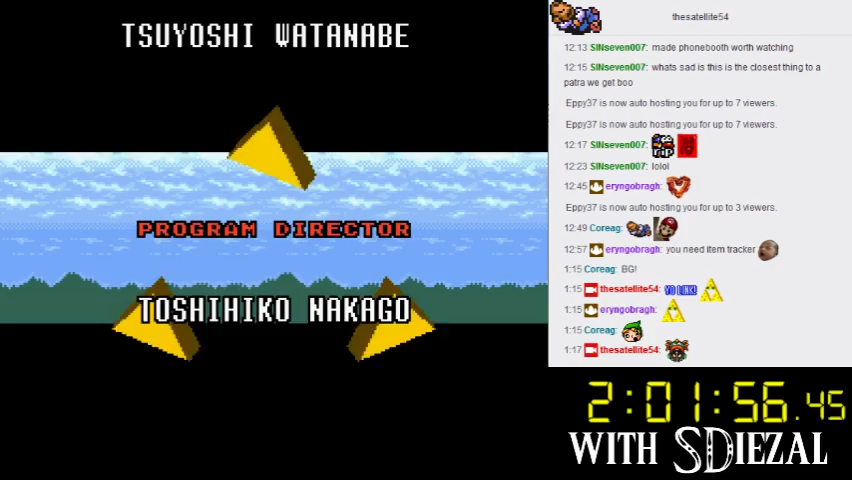 TSUYOSHI WATANABE
PROGRAM DIRECTOR
TOSHIHIKO NAKAGO
thesatellite54
12:13 SINseven007: made phonebooth worth watching
12:15 SINseven007: whats sad is this is the closest thing to a
patra we get boo
Eppy37 is now auto hosting you for up to 7 viewers.
Eppy37 is now auto hosting you for up to 7 viewers.
12:17 SINseven007:
12:23 SINseven007: lolol
12:45 eryngobragh:
Eppy37 is now auto hosting you for up to 3 viewers.
12:49 Coreag:
12:57 eryngobragh: you need item tracker
1:15 Coreag: BG!
1:15 thesatellite54: YO LINK!
1:15 eryngobragh:
1:15 Coreag:
1:17 thesatellite54:
2:01:56.45
WITH SDIEZAL